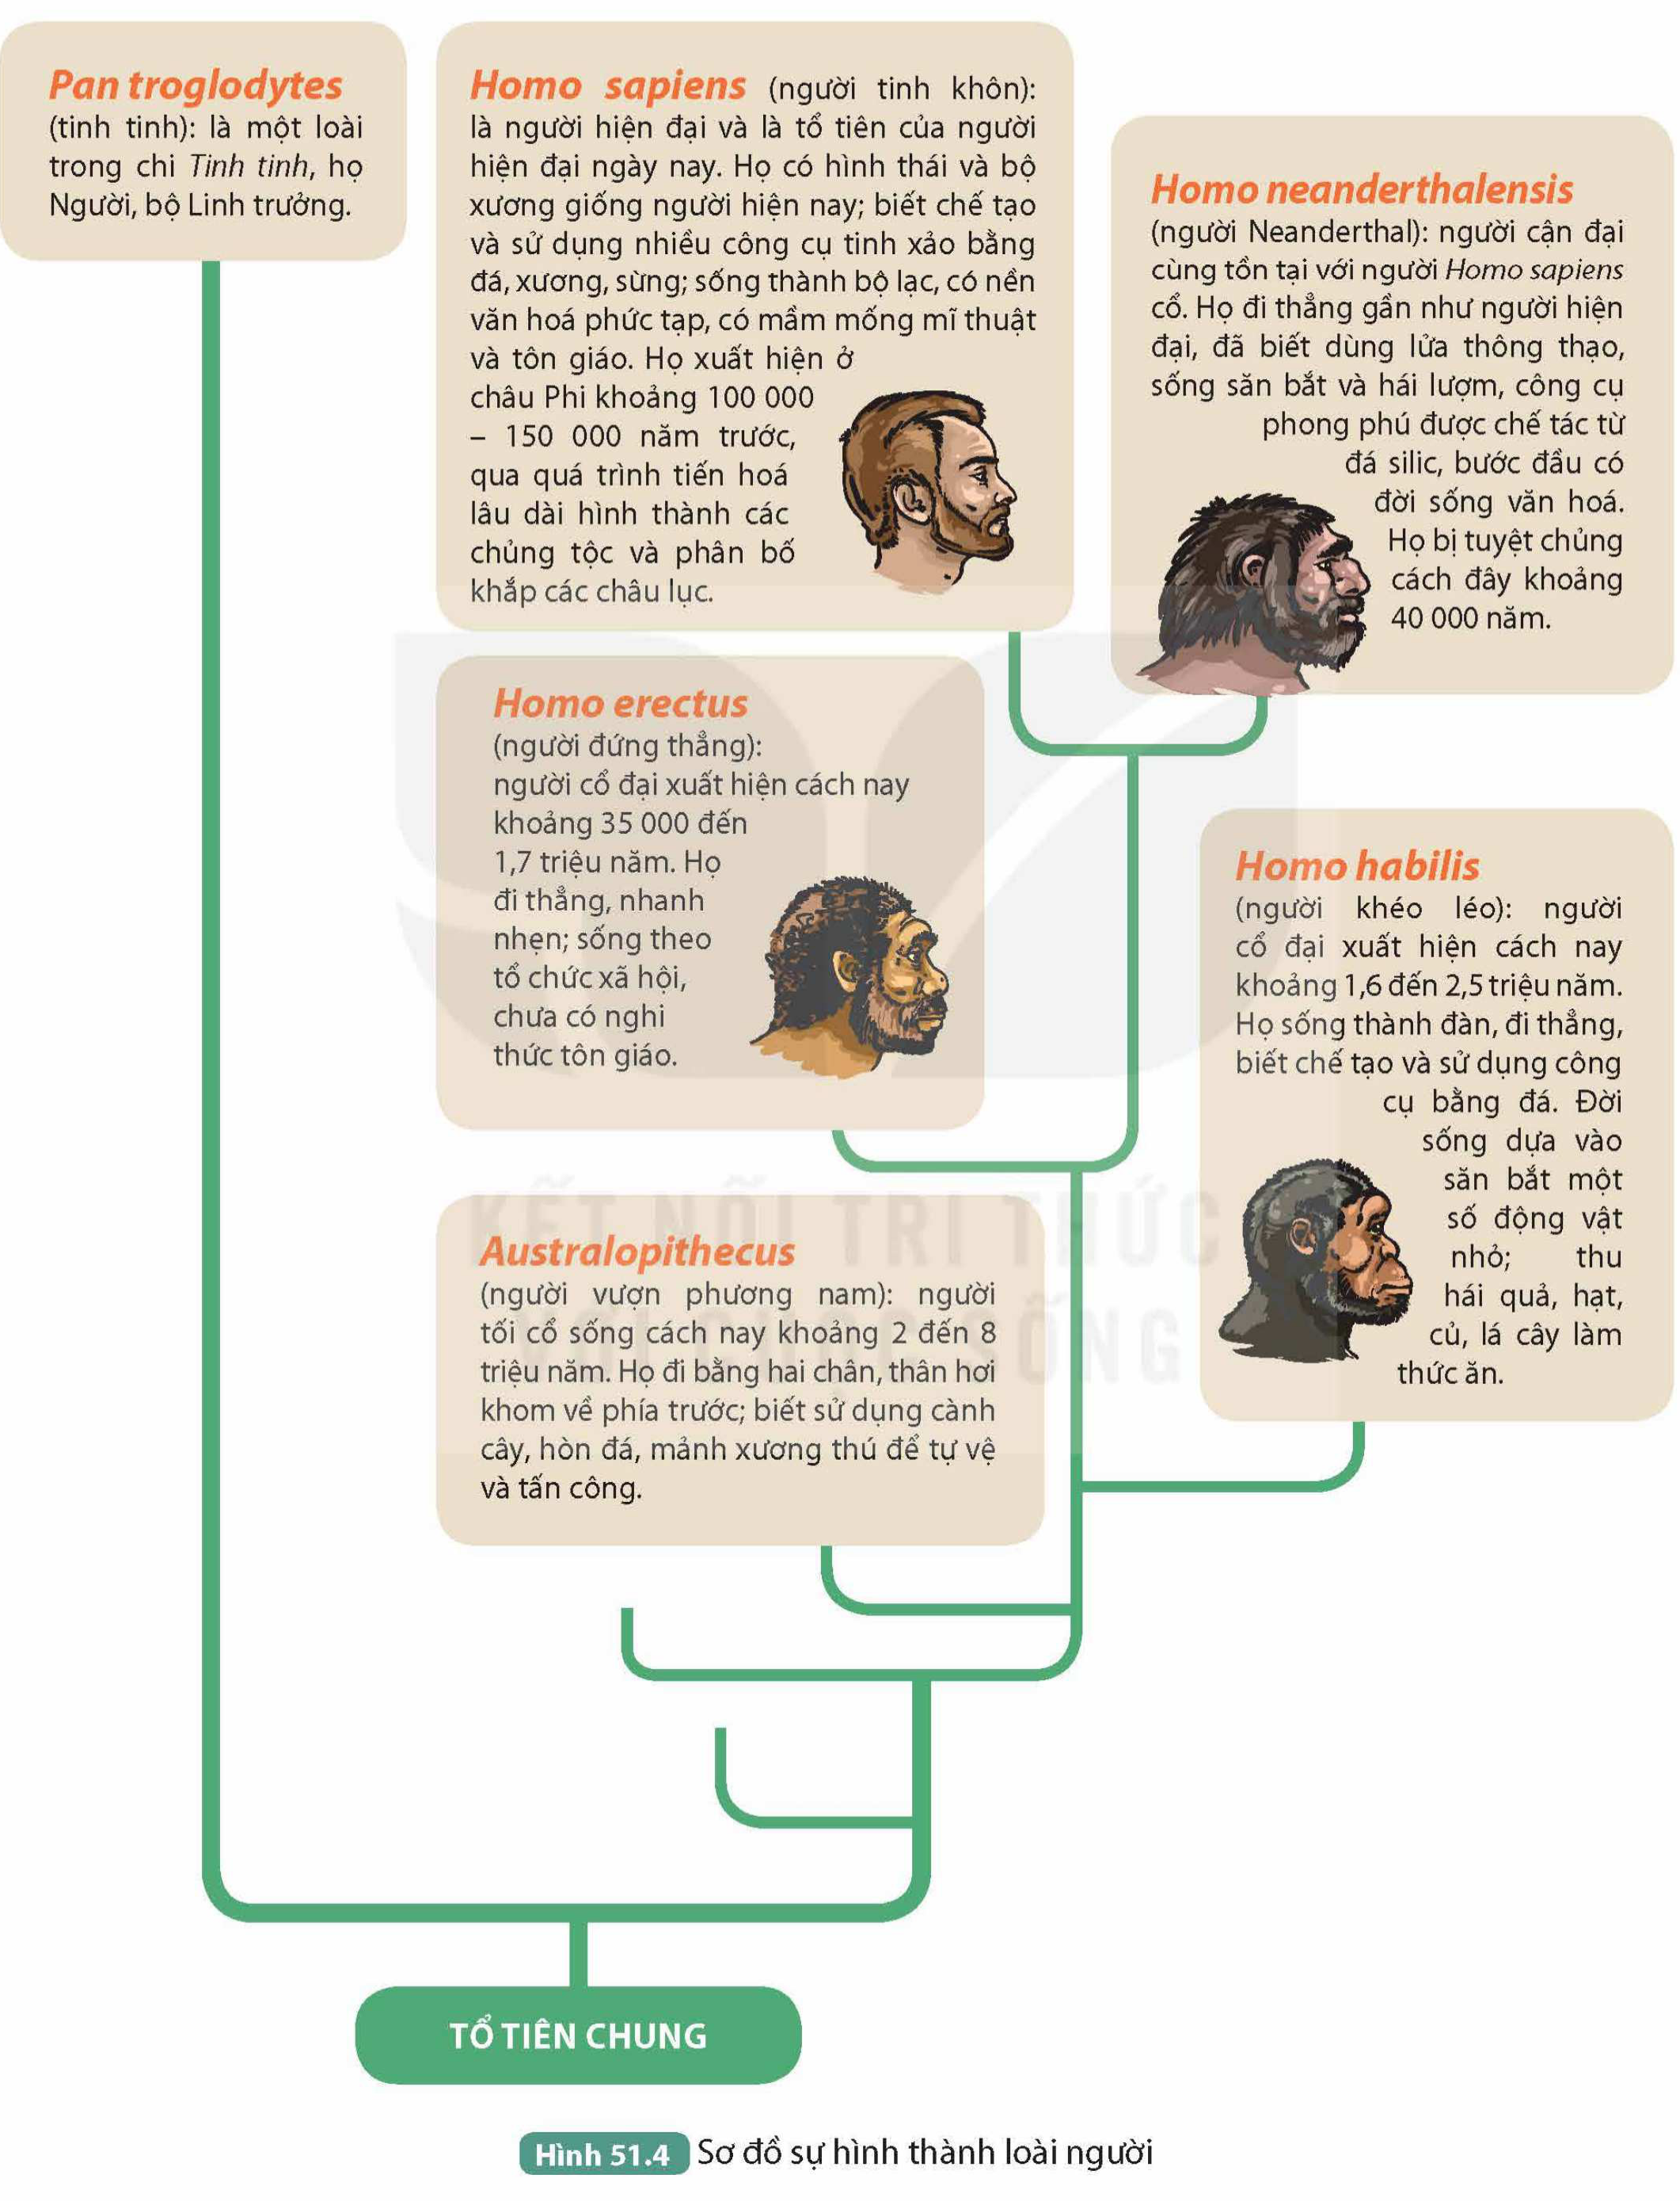 Pan troglodytes
(tinh tinh): là một loài
trong chi Tinh tinh, họ
Người, bộ Linh trưởng.
Homo sapiens (người tinh khôn):
là người hiện đại và là tổ tiên của người
hiện đại ngày nay. Họ có hình thái và bộ
xương giống người hiện nay; biết chế tạo
và sử dụng nhiều công cụ tinh xảo bằng
đá, xương, sừng; sống thành bộ lạc, có nền
văn hoá phức tạp, có mầm mống mĩ thuật
và tôn giáo. Họ xuất hiện ở
châu Phi khoảng 100 000
– 150 000 năm trước,
qua quá trình tiến hoá
lâu dài hình thành các
chủng tộc và phân bố
khắp các châu lục.
Homo neanderthalensis
(người Neanderthal): người cận đại
cùng tồn tại với người Homo sapiens
cổ. Họ đi thẳng gần như người hiện
đại, đã biết dùng lửa thông thạo,
sống săn bắt và hái lượm, công cụ
phong phú được chế tác từ
đá silic, bước đầu có
đời sống văn hoá.
Họ bị tuyệt chủng
cách đây khoảng
40 000 năm.
Homo erectus
(người đứng thẳng):
người cổ đại xuất hiện cách nay
khoảng 35 000 đến
1,7 triệu năm. Họ
đi thẳng, nhanh
nhẹn; sống theo
tổ chức xã hội,
chưa có nghi
thức tôn giáo.
Homo habilis
(người khéo léo): người
cổ đại xuất hiện cách nay
khoảng 1,6 đến 2,5 triệu năm.
Họ sống thành đàn, đi thẳng,
biết chế tạo và sử dụng công
cụ bằng đá. Đời
sống dựa vào
săn bắt một
số động vật
nhỏ; thu
hái quả, hạt,
củ, lá cây làm
thức ăn.
Australopithecus
(người vượn phương nam): người
tối cổ sống cách nay khoảng 2 đến 8
triệu năm. Họ đi bằng hai chân, thân hơi
khom về phía trước; biết sử dụng cành
cây, hòn đá, mảnh xương thú để tự vệ
và tấn công.
KẾT NỐI TRI THỨC
VỚI CUỘC SỐNG
TỔ TIÊN CHUNG
Hình 51.4 Sơ đồ sự hình thành loài người